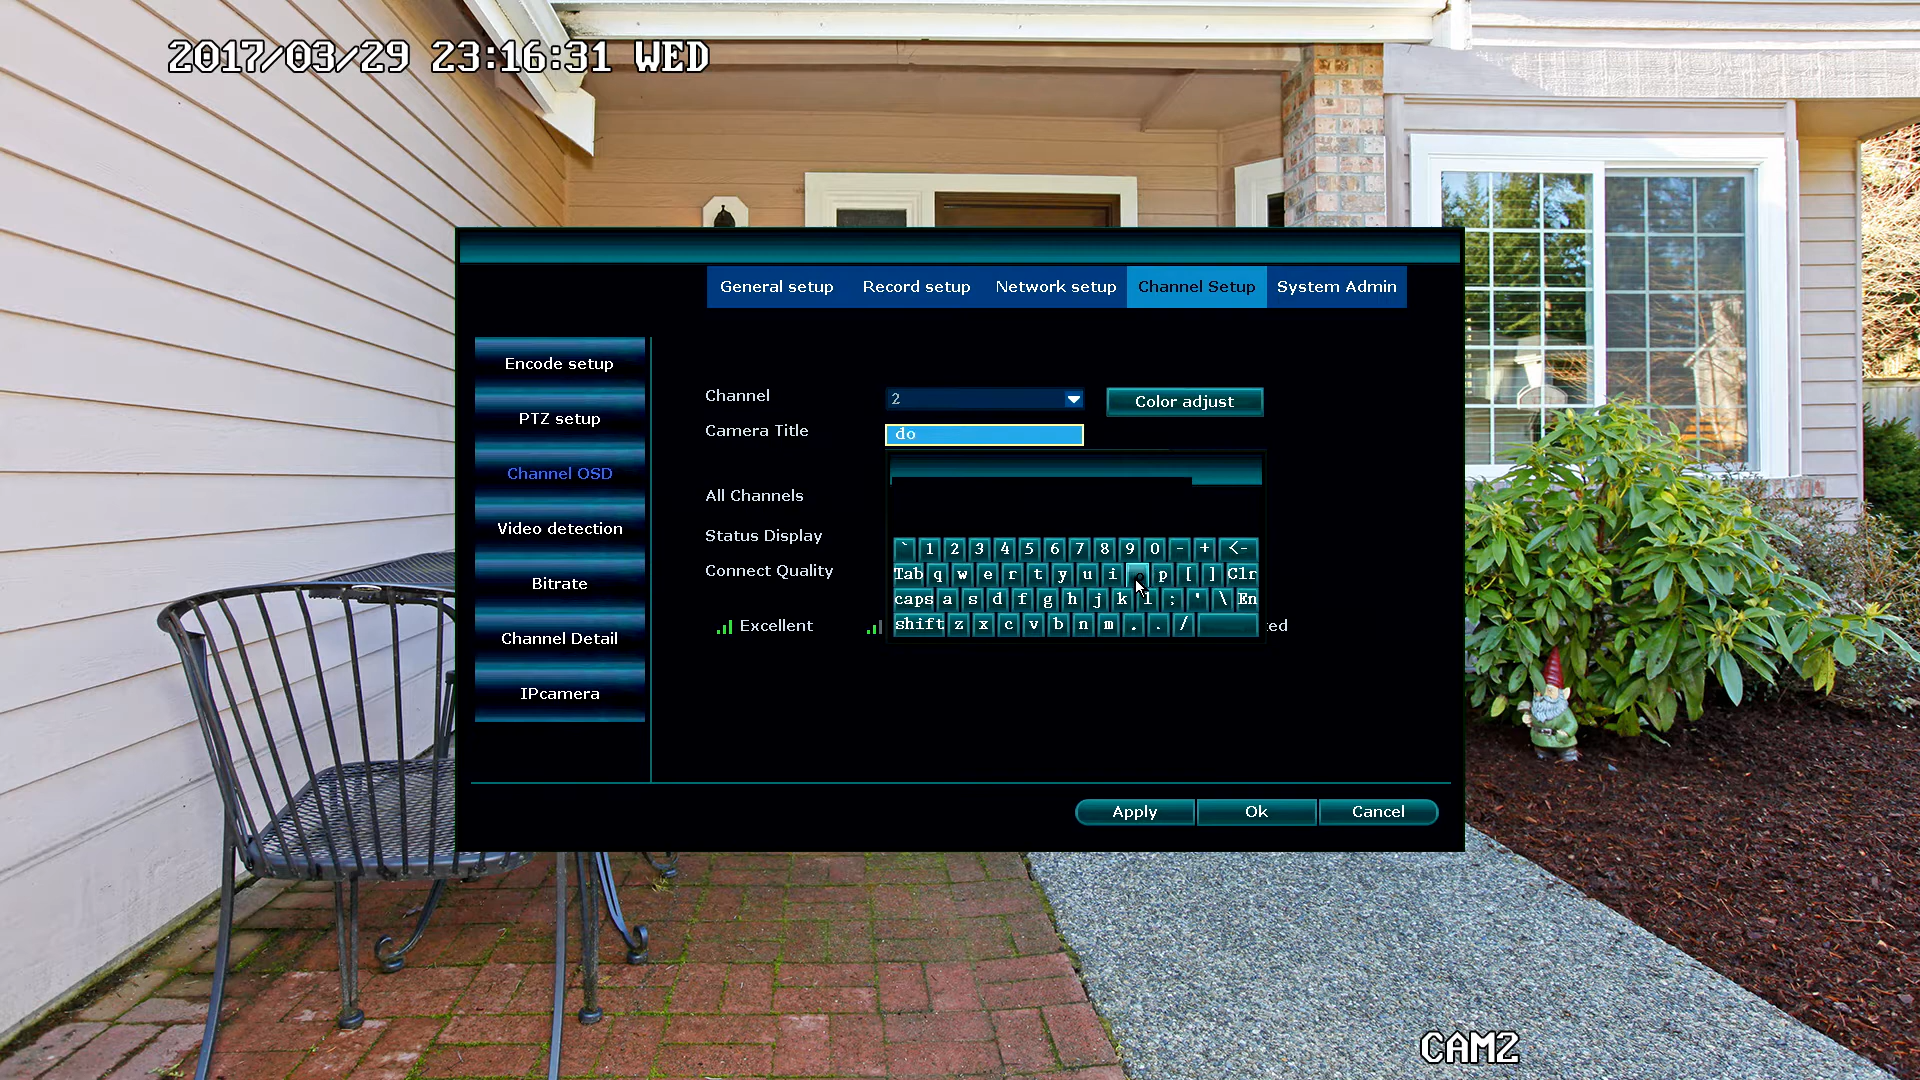 2017/03/29 23:16:31 WED
General setup Record setup Network setup Channel Setup System Admin
Encode setup
PTZ setup
Channel OSD
Video detection
Bitrate
Channel Detail
IPcamera
Channel 2 Color adjust
Camera Title do
All Channels
Status Display
Connect Quality
Excellent
` 1 2 3 4 5 6 7 8 9 0 - + <-
Tab q w e r t y u i o p [ ] Clr
caps a s d f g h j k l ; ' \ En
shift z x c v b n m . . /
ted
Apply Ok Cancel
CAM2